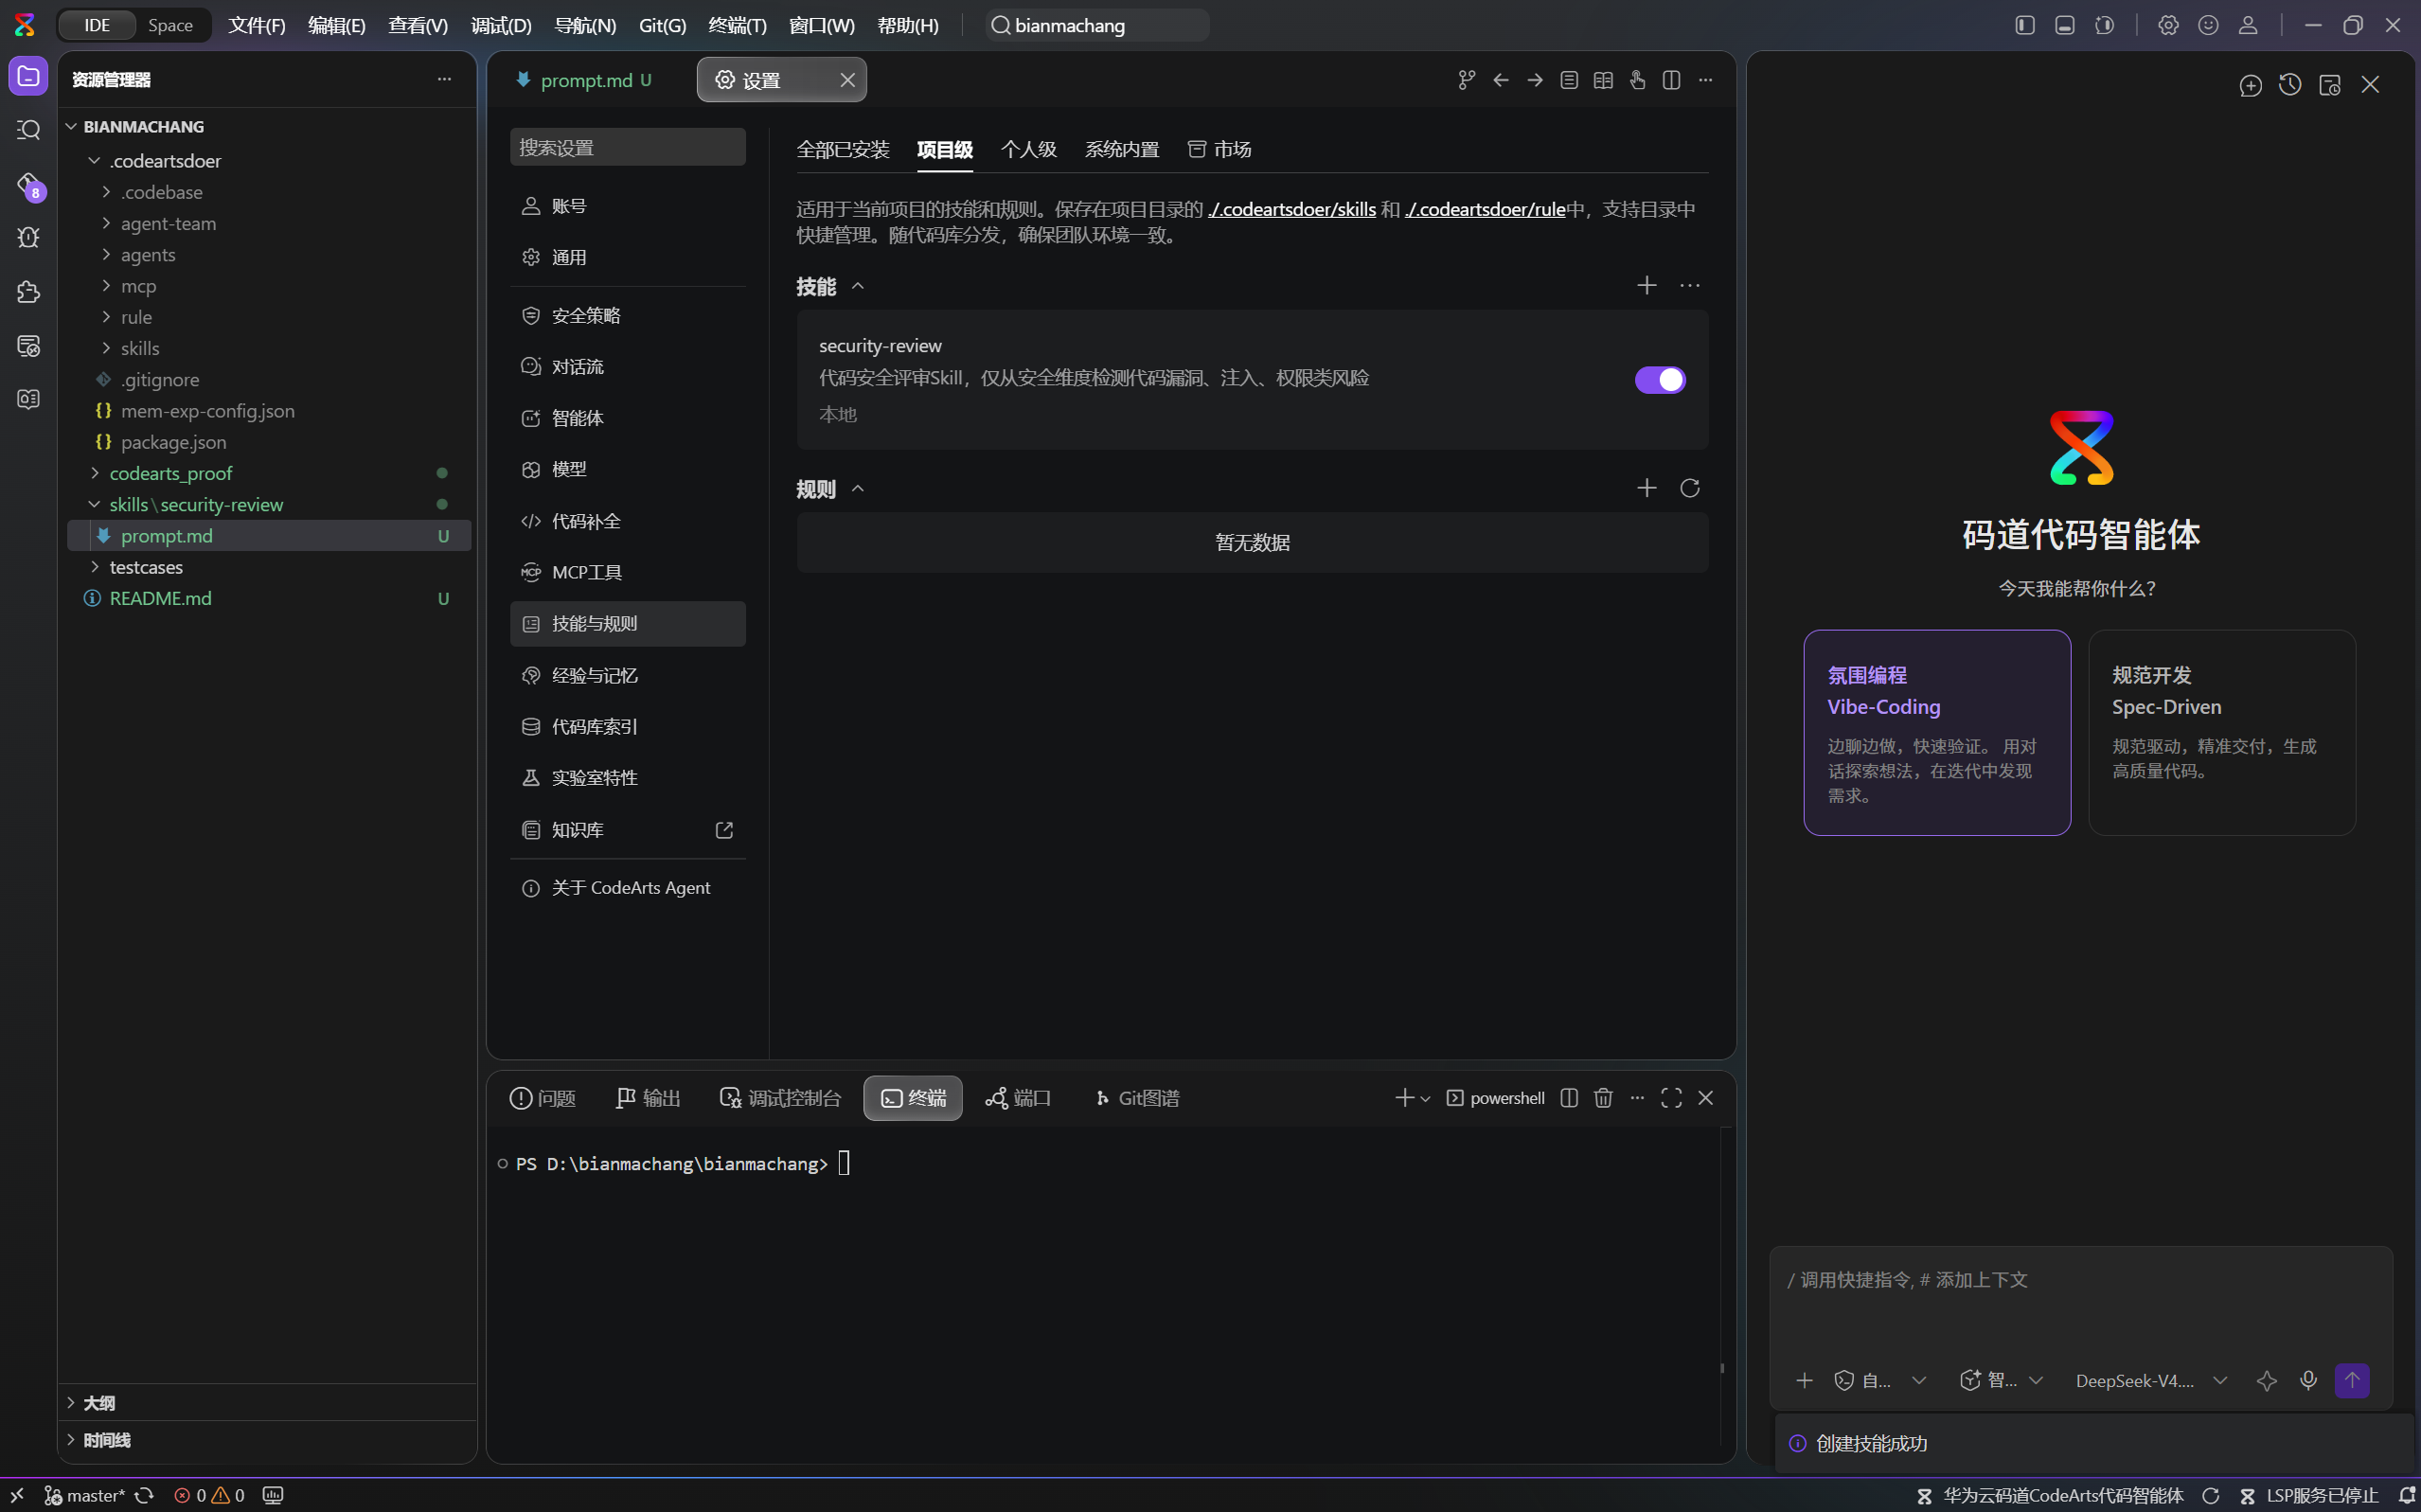 IDE Space 文件(F) 编辑(E) 查看(V) 调试(D) 导航(N) Git(G) 终端(T) 窗口(W) 帮助(H) bianmachang
资源管理器
BIANMACHANG
.codeartsdoer
.codebase
agent-team
agents
mcp
rule
skills
.gitignore
mem-exp-config.json
package.json
codearts_proof
skills\security-review
prompt.md U
testcases
README.md U
大纲
时间线
8
prompt.md U 设置
搜索设置
账号
通用
安全策略
对话流
智能体
模型
代码补全
MCP工具
技能与规则
经验与记忆
代码库索引
实验室特性
知识库
关于 CodeArts Agent
全部已安装 项目级 个人级 系统内置 市场
适用于当前项目的技能和规则。保存在项目目录的 ./.codeartsdoer/skills 和 ./.codeartsdoer/rule中，支持目录中
快捷管理。随代码库分发，确保团队环境一致。
技能
security-review
代码安全评审Skill，仅从安全维度检测代码漏洞、注入、权限类风险
本地
规则
暂无数据
问题 输出 调试控制台 终端 端口 Git图谱 powershell
PS D:\bianmachang\bianmachang>
码道代码智能体
今天我能帮你什么？
氛围编程
Vibe-Coding
边聊边做，快速验证。 用对
话探索想法，在迭代中发现
需求。
规范开发
Spec-Driven
规范驱动，精准交付，生成
高质量代码。
/ 调用快捷指令, # 添加上下文
自... 智... DeepSeek-V4....
创建技能成功
master* 0 0 华为云码道CodeArts代码智能体 LSP服务已停止